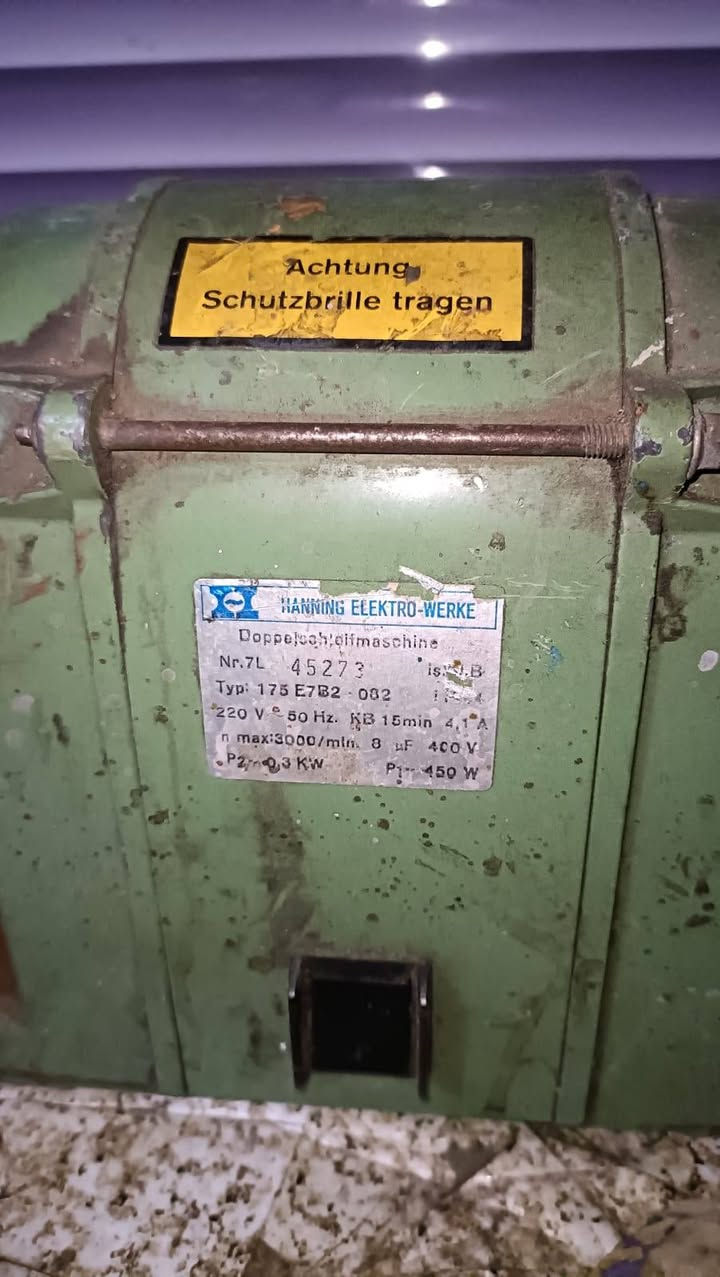 Achtung
Schutzbrille tragen
HANNING ELEKTRO-WERKE
Doppelschleifmaschine
Nr.7L 45273
Typ: 175 E7B2 - 082
220 V~ 50 Hz. KB 15min 4,1 A
n max:3000/min. 8 µF 400 V
P2~ 0,3 KW P1~ 450 W